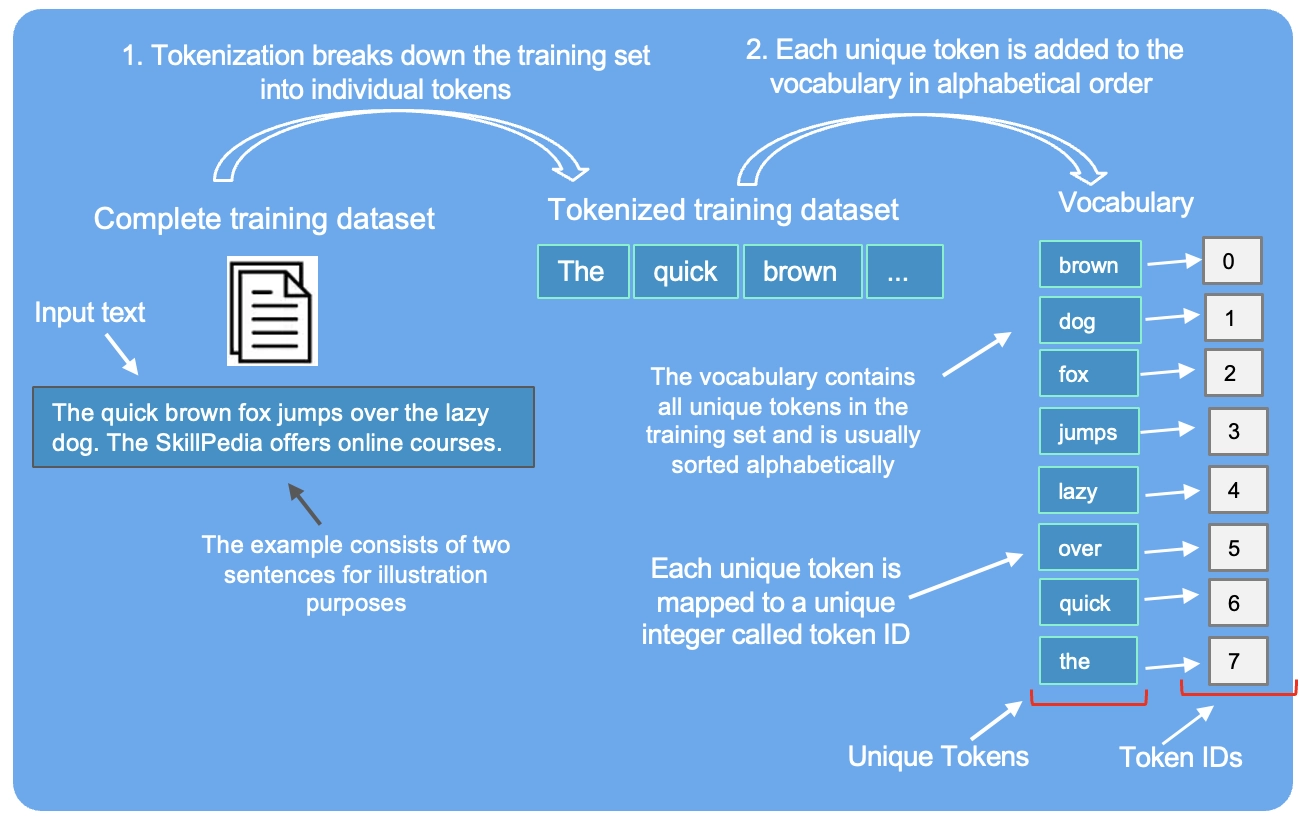 1. Tokenization breaks down the training set
into individual tokens
2. Each unique token is added to the
vocabulary in alphabetical order
Complete training dataset
Tokenized training dataset
Vocabulary
The
quick
brown
...
Input text
The quick brown fox jumps over the lazy
dog. The SkillPedia offers online courses.
The example consists of two
sentences for illustration
purposes
The vocabulary contains
all unique tokens in the
training set and is usually
sorted alphabetically
Each unique token is
mapped to a unique
integer called token ID
brown 0
dog 1
fox 2
jumps 3
lazy 4
over 5
quick 6
the 7
Unique Tokens
Token IDs